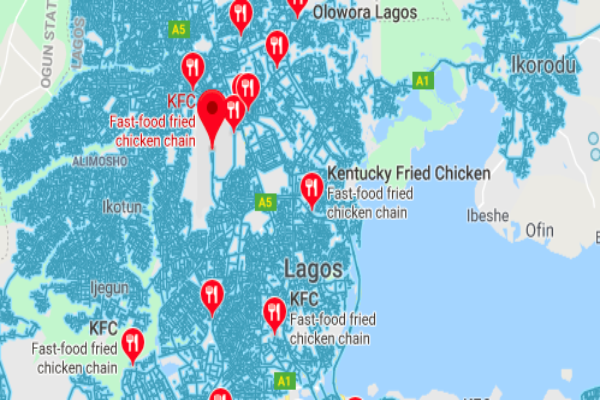 Olowora Lagos
OGUN STAT
LAGOS
A5
Ikorodu
A1
KFC
Fast-food fried
chicken chain
ALIMOSHO
Kentucky Fried Chicken
Fast-food fried
chicken chain
A5
Ikotun
Ibeshe
Ofin
Lagos
Ijegun
KFC
Fast-food fried
chicken chain
KFC
Fast-food fried
chicken chain
A1